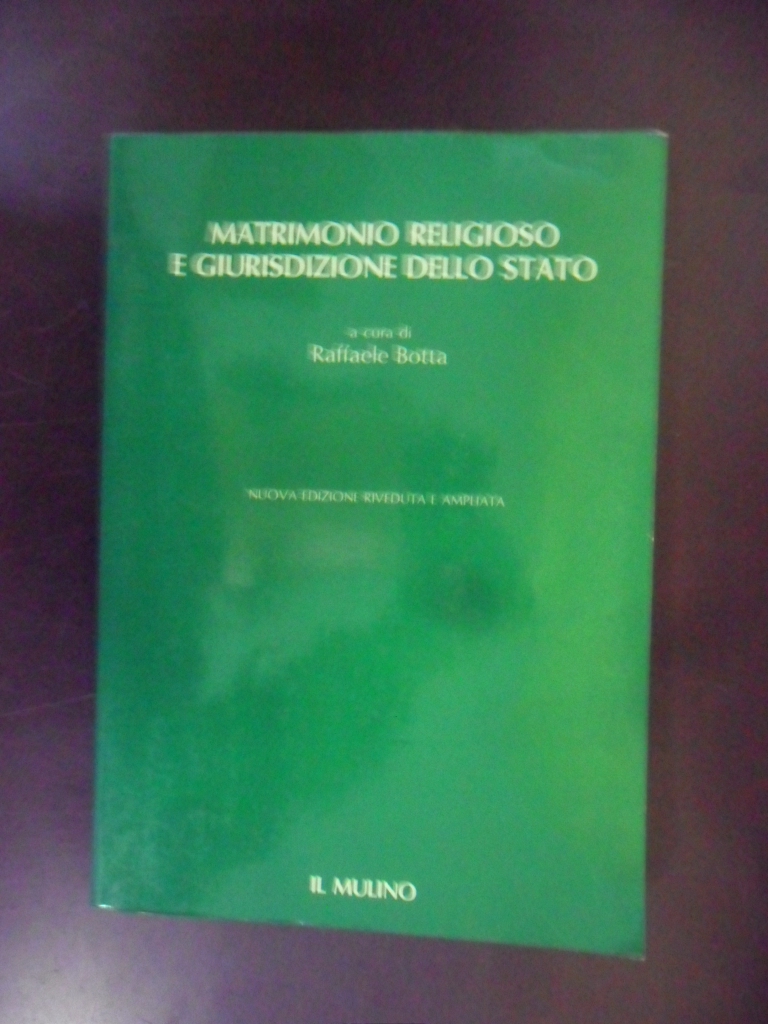 MATRIMONIO RELIGIOSO
E GIURISDIZIONE DELLO STATO
a cura di
Raffaele Botta
NUOVA EDIZIONE RIVEDUTA E AMPLIATA
IL MULINO